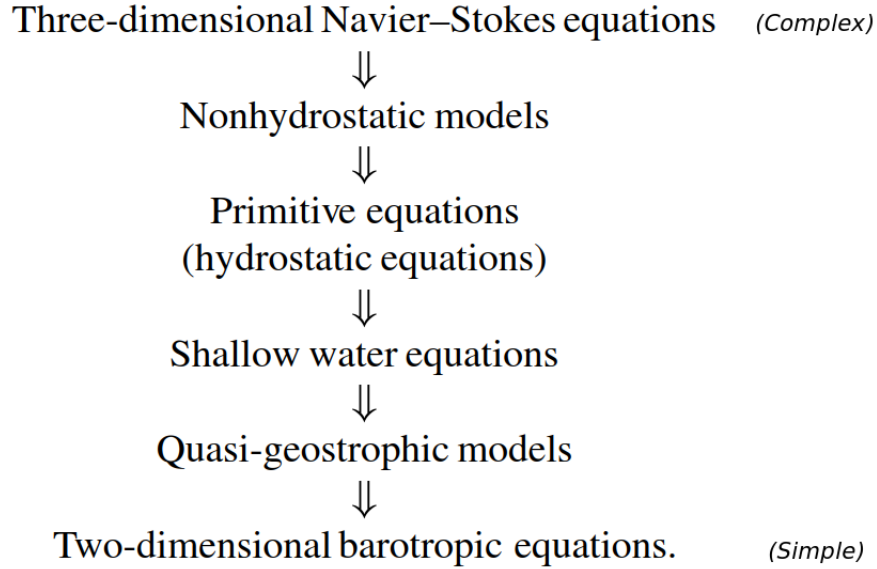 Three-dimensional Navier–Stokes equations (Complex)
⇓
Nonhydrostatic models
⇓
Primitive equations
(hydrostatic equations)
⇓
Shallow water equations
⇓
Quasi-geostrophic models
⇓
Two-dimensional barotropic equations. (Simple)